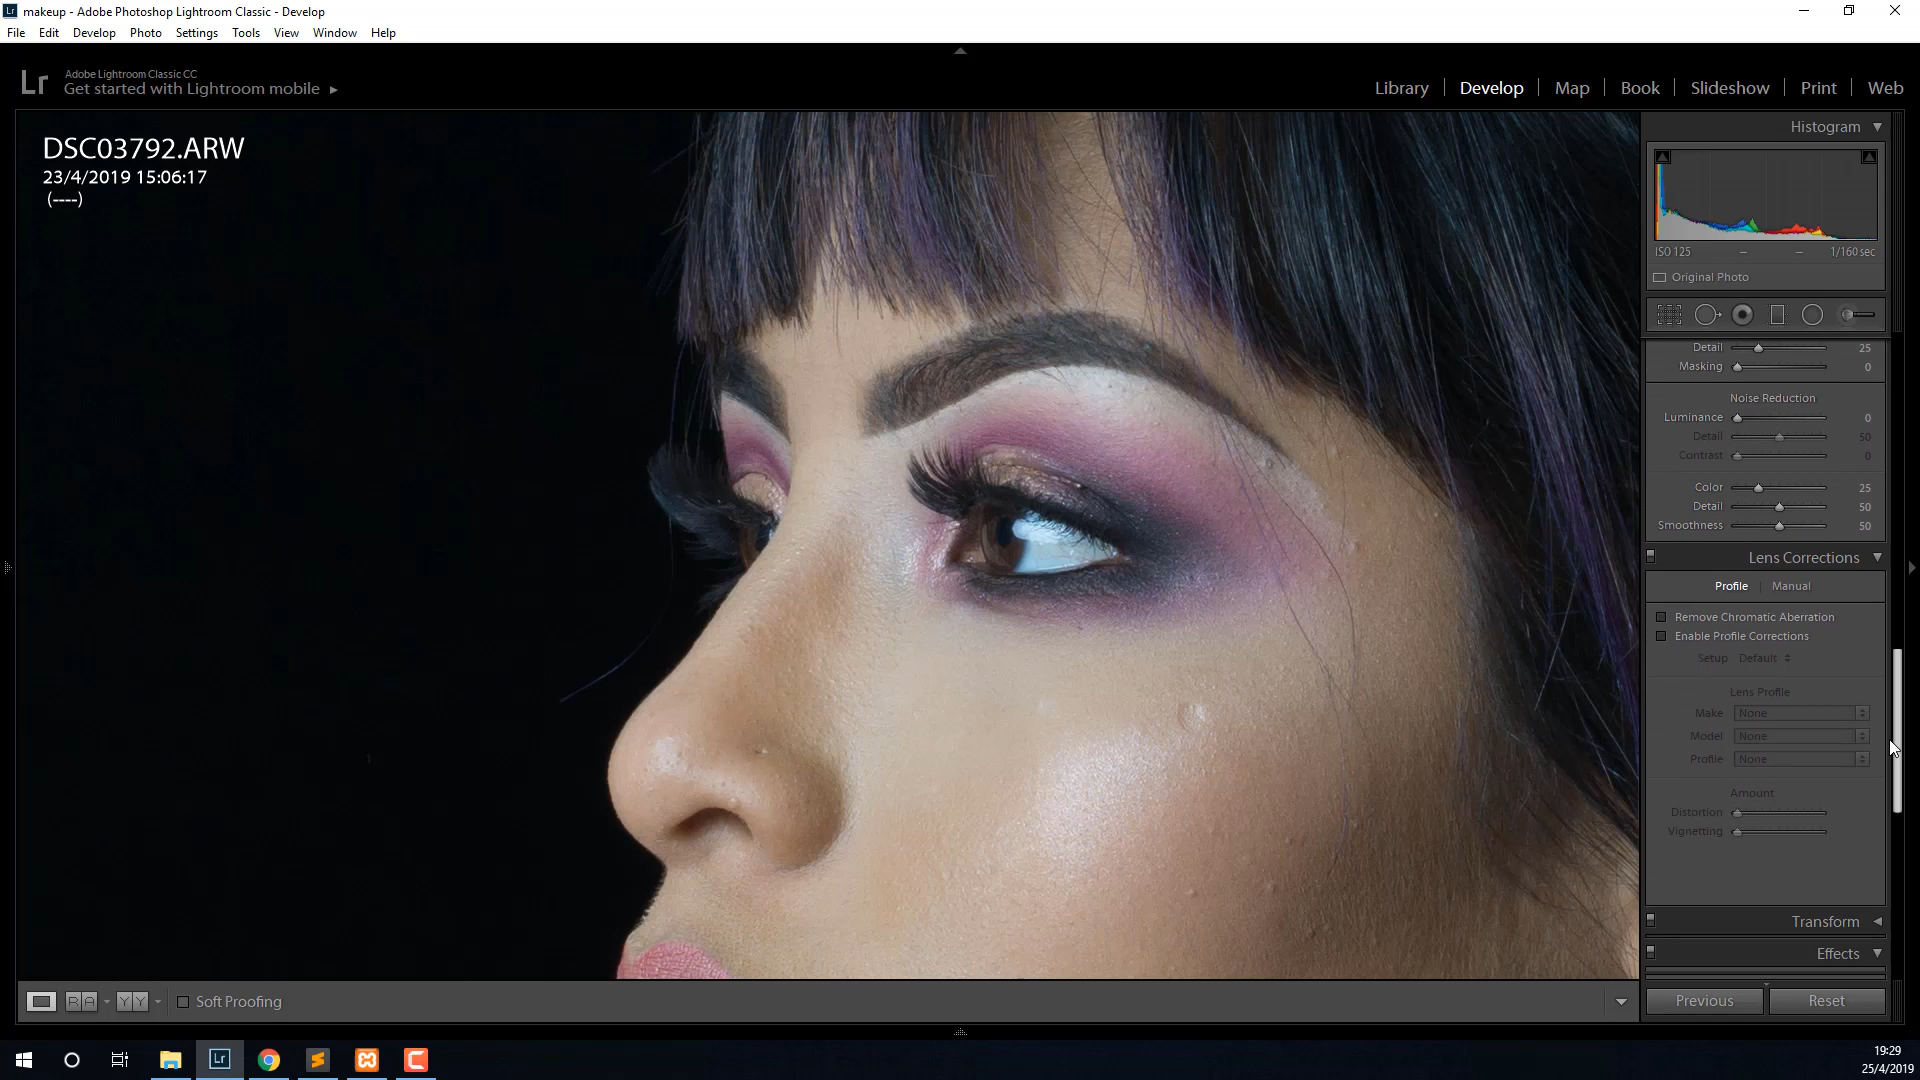 Lr makeup - Adobe Photoshop Lightroom Classic - Develop
File Edit Develop Photo Settings Tools View Window Help
Lr Adobe Lightroom Classic CC
Get started with Lightroom mobile
Library Develop Map Book Slideshow Print Web
DSC03792.ARW
23/4/2019 15:06:17
(----)
Histogram
ISO 125 – – 1/160 sec
Original Photo
Detail 25
Masking 0
Noise Reduction
Luminance 0
Detail 50
Contrast 0
Color 25
Detail 50
Smoothness 50
Lens Corrections
Profile Manual
Remove Chromatic Aberration
Enable Profile Corrections
Setup Default
Lens Profile
Make None
Model None
Profile None
Amount
Distortion
Vignetting
Transform
Effects
R A Y Y Soft Proofing
Previous Reset
Lr
19:29
25/4/2019